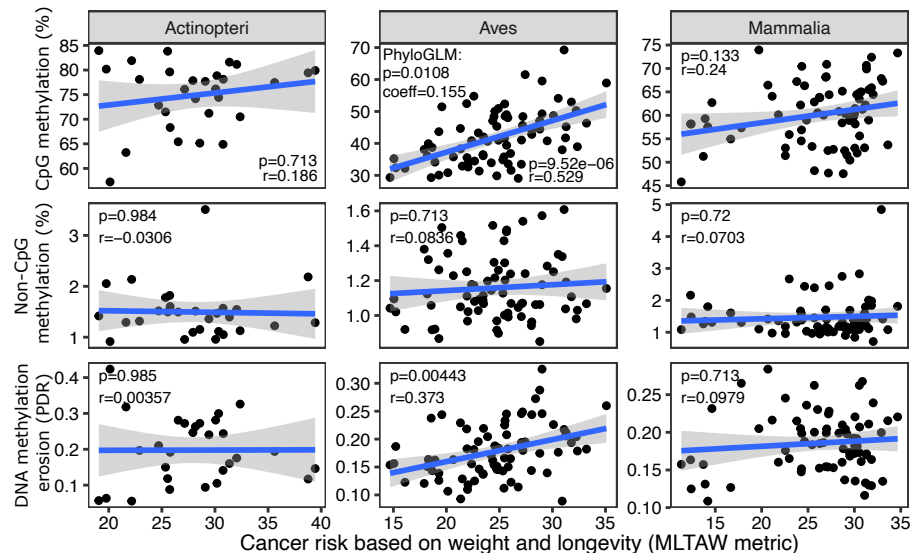 Actinopteri
Aves
Mammalia
CpG methylation (%)
85
80
75
70
65
60
p=0.713
r=0.186
70
60
50
40
30
PhyloGLM:
p=0.0108
coeff=0.155
p=9.52e−06
r=0.529
75
70
65
60
55
50
45
p=0.133
r=0.24
Non-CpG
methylation (%)
3
2
1
p=0.984
r=−0.0306
1.6
1.4
1.2
1.0
p=0.713
r=0.0836
5
4
3
2
1
p=0.72
r=0.0703
DNA methylation
erosion (PDR)
0.4
0.3
0.2
0.1
p=0.985
r=0.00357
0.30
0.25
0.20
0.15
0.10
p=0.00443
r=0.373
0.25
0.20
0.15
0.10
p=0.713
r=0.0979
20 25 30 35 40
15 20 25 30 35
15 20 25 30 35
Cancer risk based on weight and longevity (MLTAW metric)